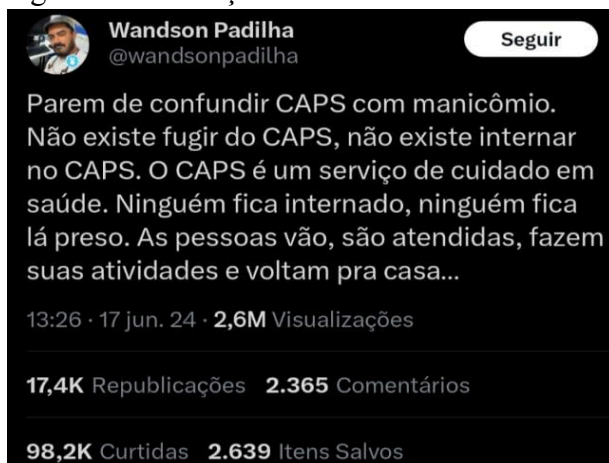 Wandson Padilha
@wandsonpadilha
Seguir
Parem de confundir CAPS com manicômio.
Não existe fugir do CAPS, não existe internar
no CAPS. O CAPS é um serviço de cuidado em
saúde. Ninguém fica internado, ninguém fica
lá preso. As pessoas vão, são atendidas, fazem
suas atividades e voltam pra casa...
13:26 · 17 jun. 24 · 2,6M Visualizações
17,4K Republicações 2.365 Comentários
98,2K Curtidas 2.639 Itens Salvos